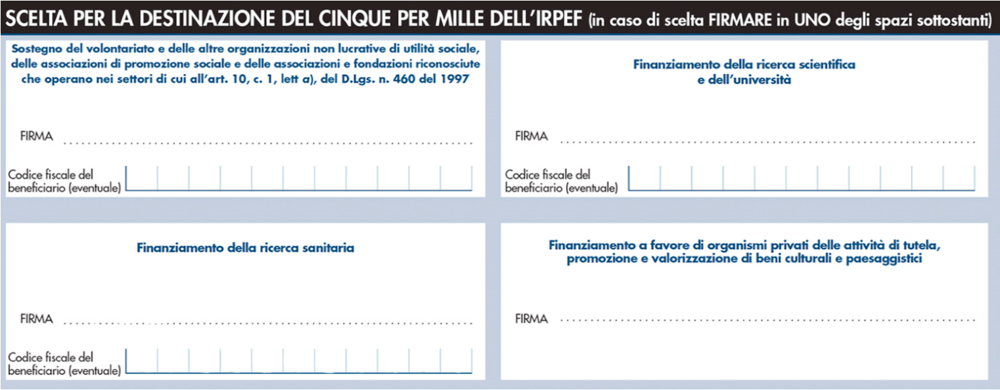 SCELTA PER LA DESTINAZIONE DEL CINQUE PER MILLE DELL'IRPEF (in caso di scelta FIRMARE in UNO degli spazi sottostanti)
Sostegno del volontariato e delle altre organizzazioni non lucrative di utilità sociale,
delle associazioni di promozione sociale e delle associazioni e fondazioni riconosciute
che operano nei settori di cui all'art. 10, c. 1, lett a), del D.Lgs. n. 460 del 1997
FIRMA
Codice fiscale del
beneficiario (eventuale)
Finanziamento della ricerca scientifica
e dell'università
FIRMA
Codice fiscale del
beneficiario (eventuale)
Finanziamento della ricerca sanitaria
FIRMA
Codice fiscale del
beneficiario (eventuale)
Finanziamento a favore di organismi privati delle attività di tutela,
promozione e valorizzazione di beni culturali e paesaggistici
FIRMA